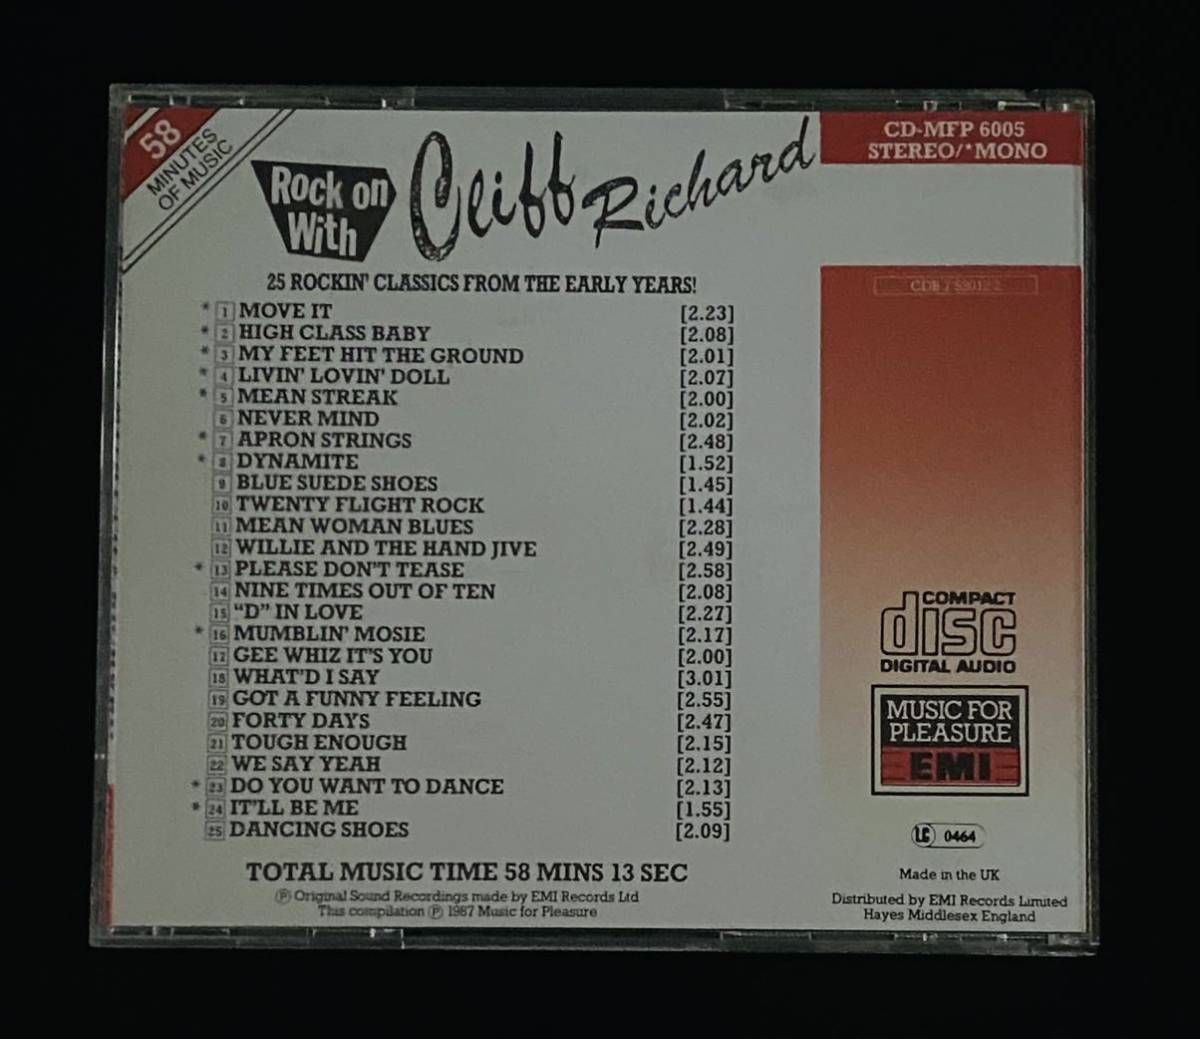 58
MINUTES
OF MUSIC
Rock on
With
Cliff Richard
CD-MFP 6005
STEREO/*MONO
25 ROCKIN' CLASSICS FROM THE EARLY YEARS!
* 1 MOVE IT [2.23]
* 2 HIGH CLASS BABY [2.08]
* 3 MY FEET HIT THE GROUND [2.01]
* 4 LIVIN' LOVIN' DOLL [2.07]
* 5 MEAN STREAK [2.00]
6 NEVER MIND [2.02]
* 7 APRON STRINGS [2.48]
* 8 DYNAMITE [1.52]
9 BLUE SUEDE SHOES [1.45]
10 TWENTY FLIGHT ROCK [1.44]
11 MEAN WOMAN BLUES [2.28]
12 WILLIE AND THE HAND JIVE [2.49]
* 13 PLEASE DON'T TEASE [2.58]
14 NINE TIMES OUT OF TEN [2.08]
15 "D" IN LOVE [2.27]
* 16 MUMBLIN' MOSIE [2.17]
17 GEE WHIZ IT'S YOU [2.00]
18 WHAT'D I SAY [3.01]
19 GOT A FUNNY FEELING [2.55]
20 FORTY DAYS [2.47]
21 TOUGH ENOUGH [2.15]
22 WE SAY YEAH [2.12]
* 23 DO YOU WANT TO DANCE [2.13]
* 24 IT'LL BE ME [1.55]
25 DANCING SHOES [2.09]
TOTAL MUSIC TIME 58 MINS 13 SEC
Ⓟ Original Sound Recordings made by EMI Records Ltd
This compilation Ⓟ 1987 Music for Pleasure
COMPACT
disc
DIGITAL AUDIO
MUSIC FOR
PLEASURE
EMI
LC 0464
Made in the UK
Distributed by EMI Records Limited
Hayes Middlesex England